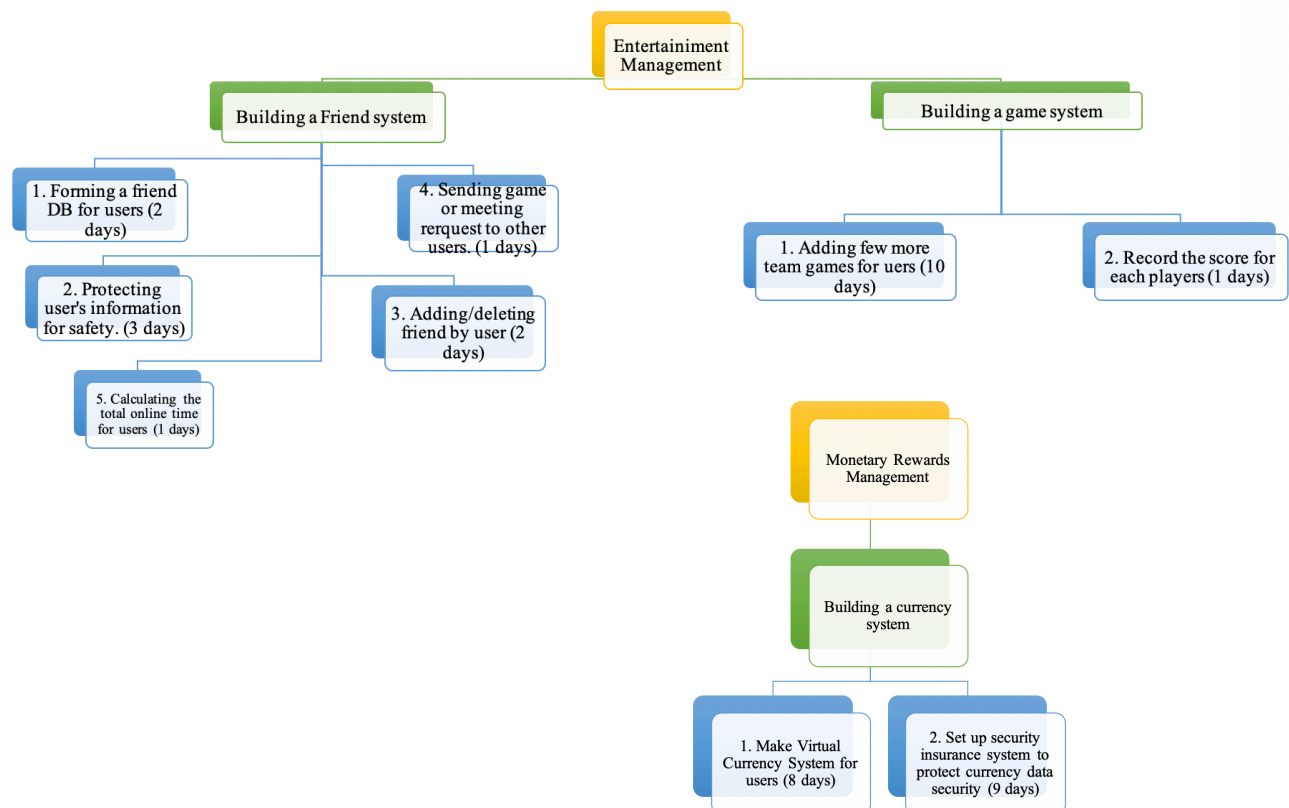 Entertainiment
Management
Building a Friend system
Building a game system
1. Forming a friend
DB for users (2
days)
4. Sending game
or meeting
rerquest to other
users. (1 days)
2. Protecting
user's information
for safety. (3 days)
3. Adding/deleting
friend by user (2
days)
5. Calculating the
total online time
for users (1 days)
1. Adding few more
team games for uers (10
days)
2. Record the score for
each players (1 days)
Monetary Rewards
Management
Building a currency
system
1. Make Virtual
Currency System for
users (8 days)
2. Set up security
insurance system to
protect currency data
security (9 days)